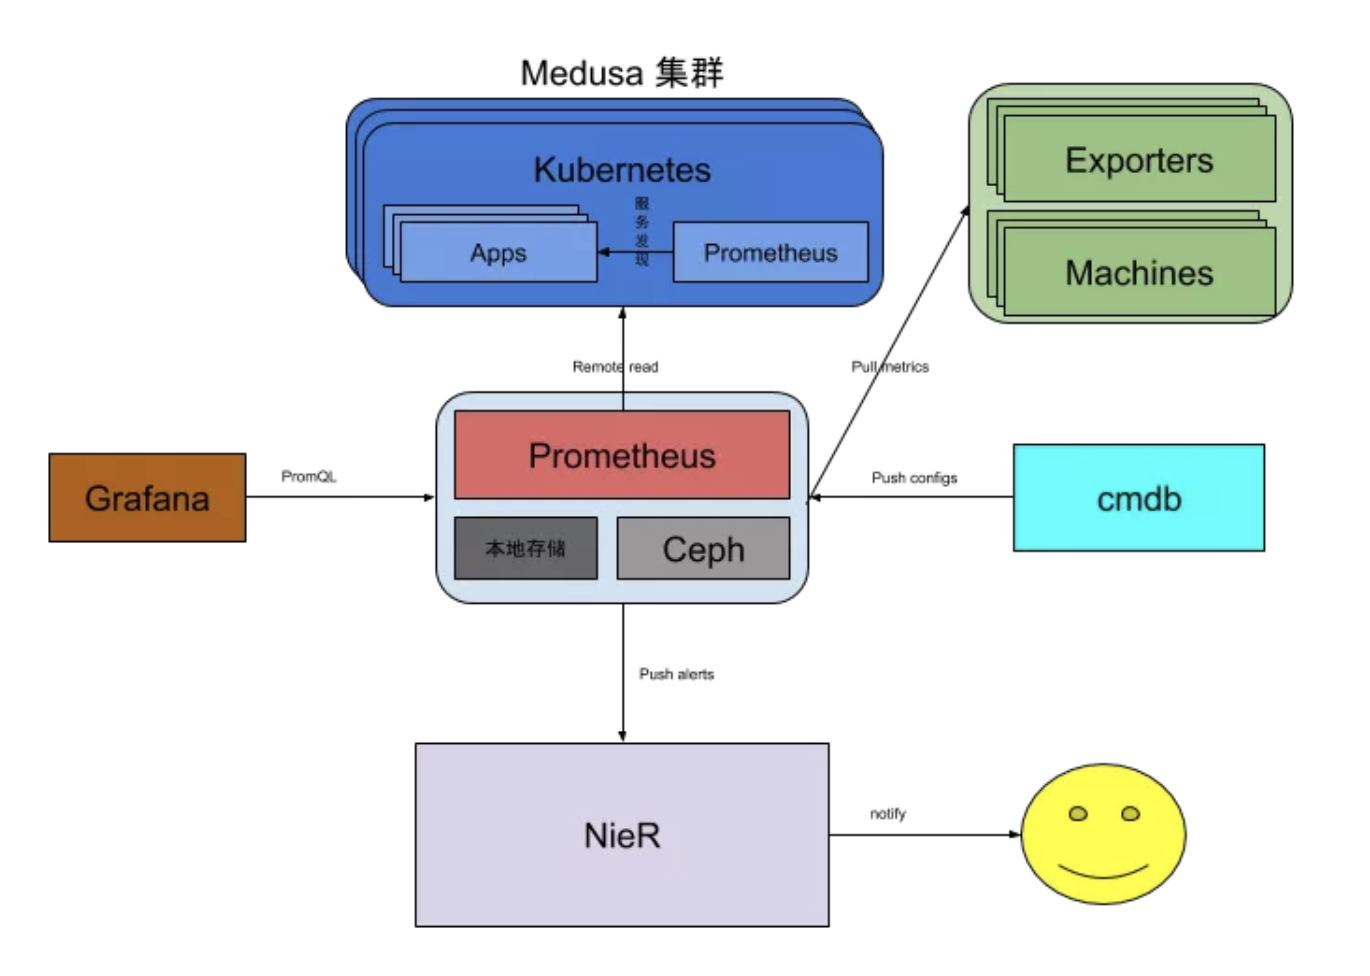 Medusa 集群
Kubernetes
服务发现
Apps
Prometheus
Exporters
Machines
Remote read
Pull metrics
Prometheus
本地存储
Ceph
Grafana
PromQL
Push configs
cmdb
Push alerts
NieR
notify